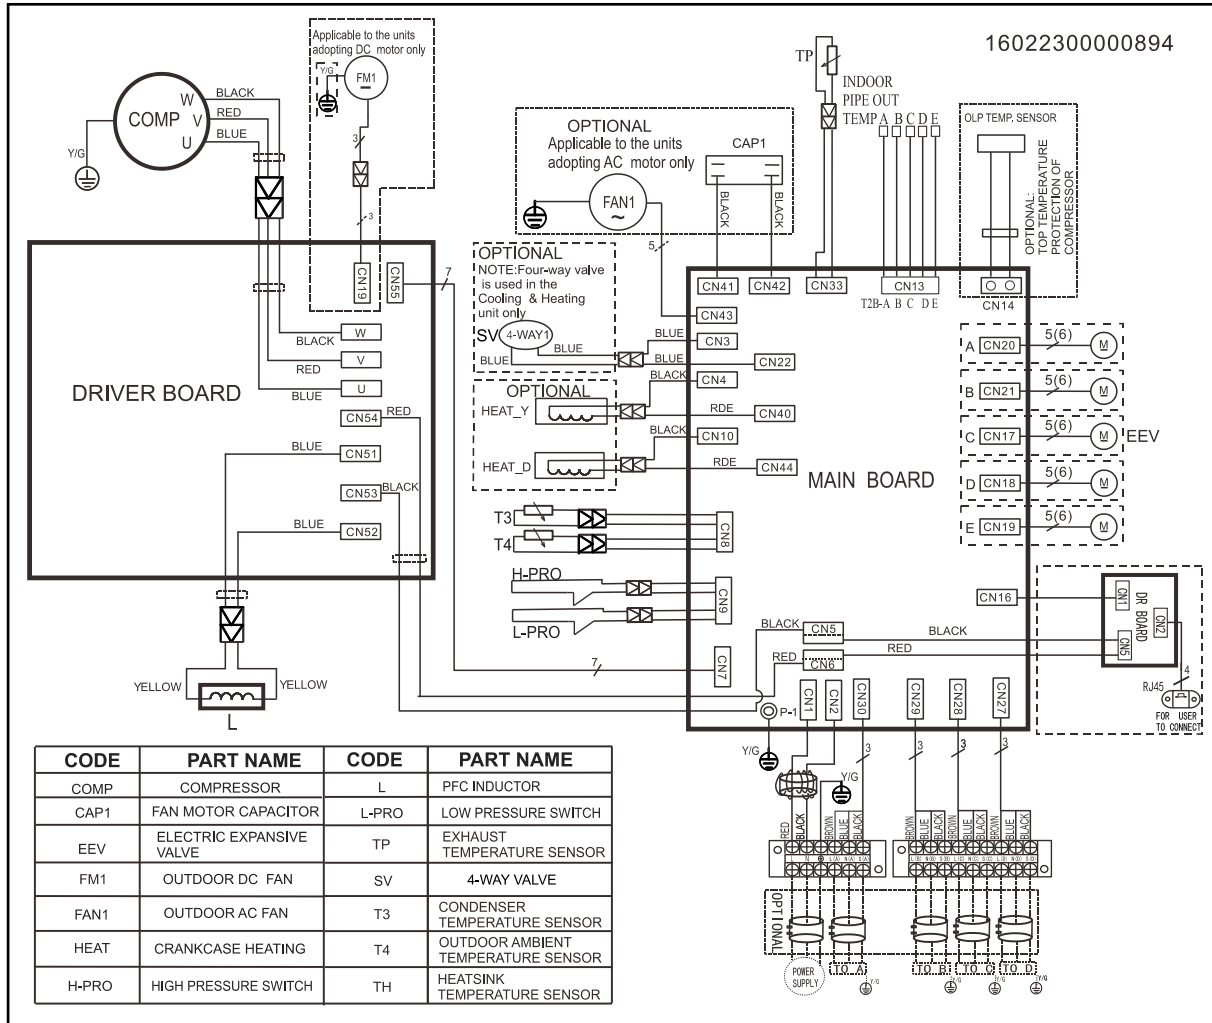 16022300000894
Applicable to the units
adopting DC motor only
Y/G
FM1
3
3
COMP
W
V
U
BLACK
RED
BLUE
Y/G
OPTIONAL
Applicable to the units
adopting AC motor only
FAN1
~
CAP1
BLACK
BLACK
5
TP
INDOOR
PIPE OUT
TEMP A B C D E
OLP TEMP. SENSOR
OPTIONAL:
TOP TEMPERATURE
PROTECTION OF
COMPRESSOR
DRIVER BOARD
CN19
CN55
7
W
BLACK
V
RED
U
BLUE
CN54
RED
BLUE
CN51
CN53
BLACK
BLUE
CN52
YELLOW
YELLOW
L
OPTIONAL
NOTE:Four-way valve
is used in the
Cooling & Heating
unit only
SV
4-WAY1
BLUE
BLUE
BLUE
BLUE
OPTIONAL
HEAT_Y
HEAT_D
BLACK
RDE
BLACK
RDE
MAIN BOARD
CN41
CN42
CN33
CN13
T2B-A B C D E
CN14
CN43
CN3
CN22
CN4
CN40
CN10
CN44
T3
T4
CN8
H-PRO
L-PRO
CN9
7
CN7
A CN20 5(6) M
B CN21 5(6) M
C CN17 5(6) M EEV
D CN18 5(6) M
E CN19 5(6) M
CN16
BLACK
CN5
BLACK
RED
CN6
RED
CN1
DR BOARD
CN2
CN5
4
RJ45
FOR USER
TO CONNECT
P-1
Y/G
CN1
CN2
CN30
CN29
CN28
CN27
3
3
3
3
Y/G
RED
BLACK
BROWN
BLUE
BLACK
BROWN
BLUE
BLACK
BROWN
BLUE
BLACK
BROWN
BLUE
BLACK
L N L(A) N(A) S(A)
L(B) N(B) S(B) L(C) N(C) S(C) L(D) N(D) S(D)
OPTIONAL
POWER
SUPPLY
TO A
Y/G
TO B
Y/G
TO C
Y/G
TO D
Y/G
CODE PART NAME CODE PART NAME
COMP COMPRESSOR L PFC INDUCTOR
CAP1 FAN MOTOR CAPACITOR L-PRO LOW PRESSURE SWITCH
EEV ELECTRIC EXPANSIVE
VALVE TP EXHAUST
TEMPERATURE SENSOR
FM1 OUTDOOR DC FAN SV 4-WAY VALVE
FAN1 OUTDOOR AC FAN T3 CONDENSER
TEMPERATURE SENSOR
HEAT CRANKCASE HEATING T4 OUTDOOR AMBIENT
TEMPERATURE SENSOR
H-PRO HIGH PRESSURE SWITCH TH HEATSINK
TEMPERATURE SENSOR